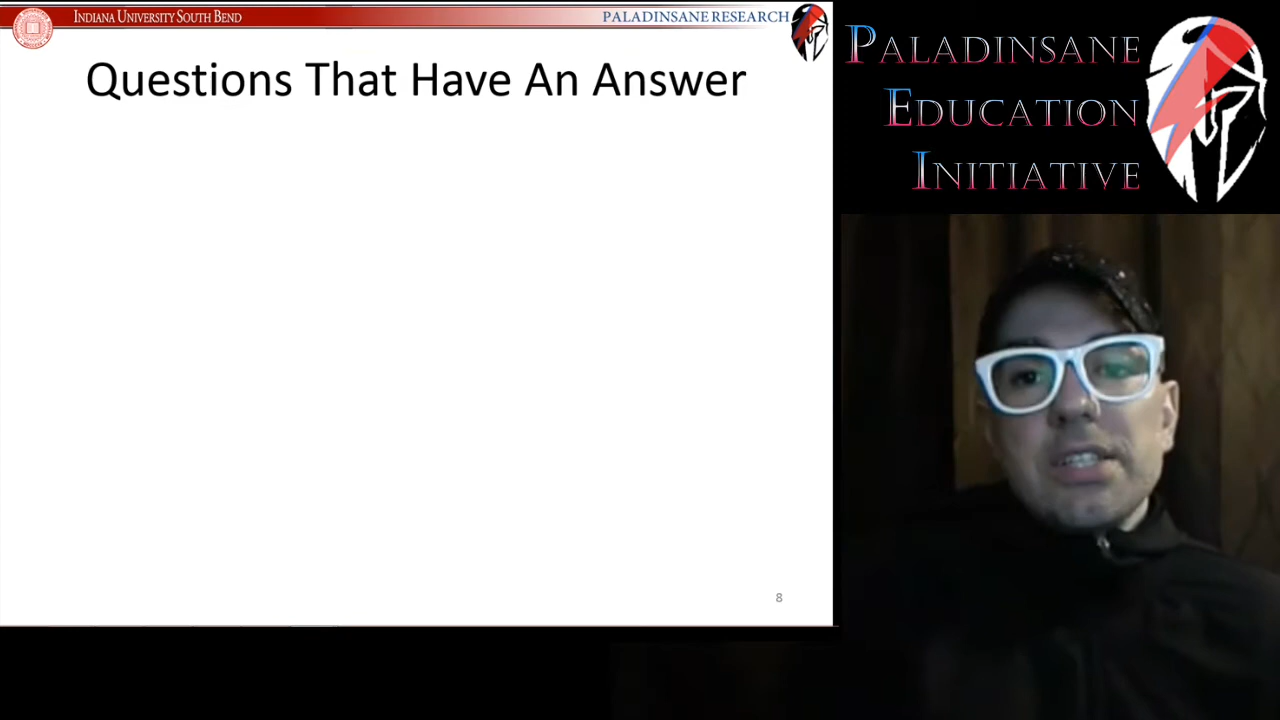 INDIANA UNIVERSITY SOUTH BEND
PALADINSANE RESEARCH
Questions That Have An Answer
8
PALADINSANE
EDUCATION
INITIATIVE